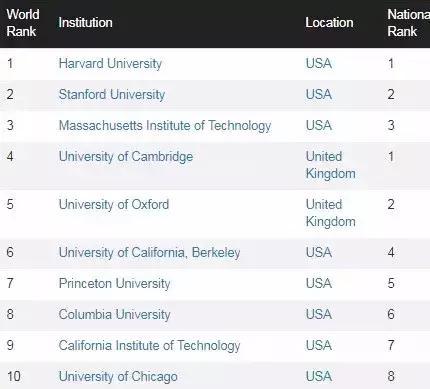 World Rank Institution Location National Rank
1 Harvard University USA 1
2 Stanford University USA 2
3 Massachusetts Institute of Technology USA 3
4 University of Cambridge United Kingdom 1
5 University of Oxford United Kingdom 2
6 University of California, Berkeley USA 4
7 Princeton University USA 5
8 Columbia University USA 6
9 California Institute of Technology USA 7
10 University of Chicago USA 8